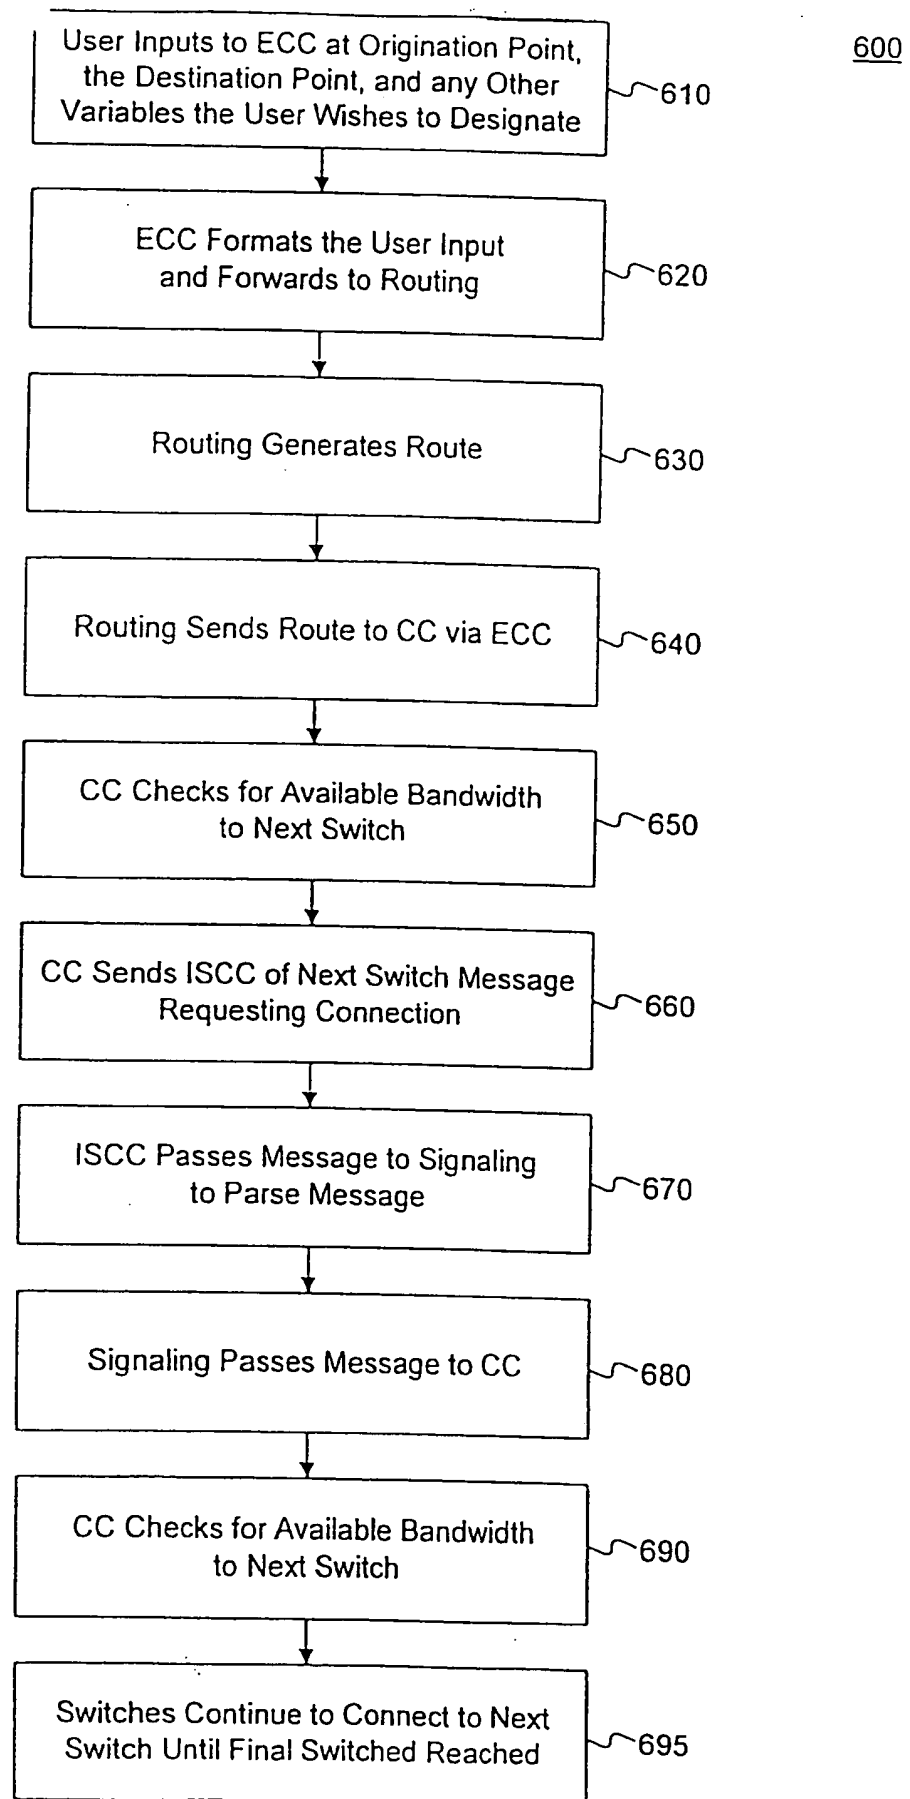 600
User Inputs to ECC at Origination Point,
the Destination Point, and any Other
Variables the User Wishes to Designate
610
ECC Formats the User Input
and Forwards to Routing
620
Routing Generates Route
630
Routing Sends Route to CC via ECC
640
CC Checks for Available Bandwidth
to Next Switch
650
CC Sends ISCC of Next Switch Message
Requesting Connection
660
ISCC Passes Message to Signaling
to Parse Message
670
Signaling Passes Message to CC
680
CC Checks for Available Bandwidth
to Next Switch
690
Switches Continue to Connect to Next
Switch Until Final Switched Reached
695